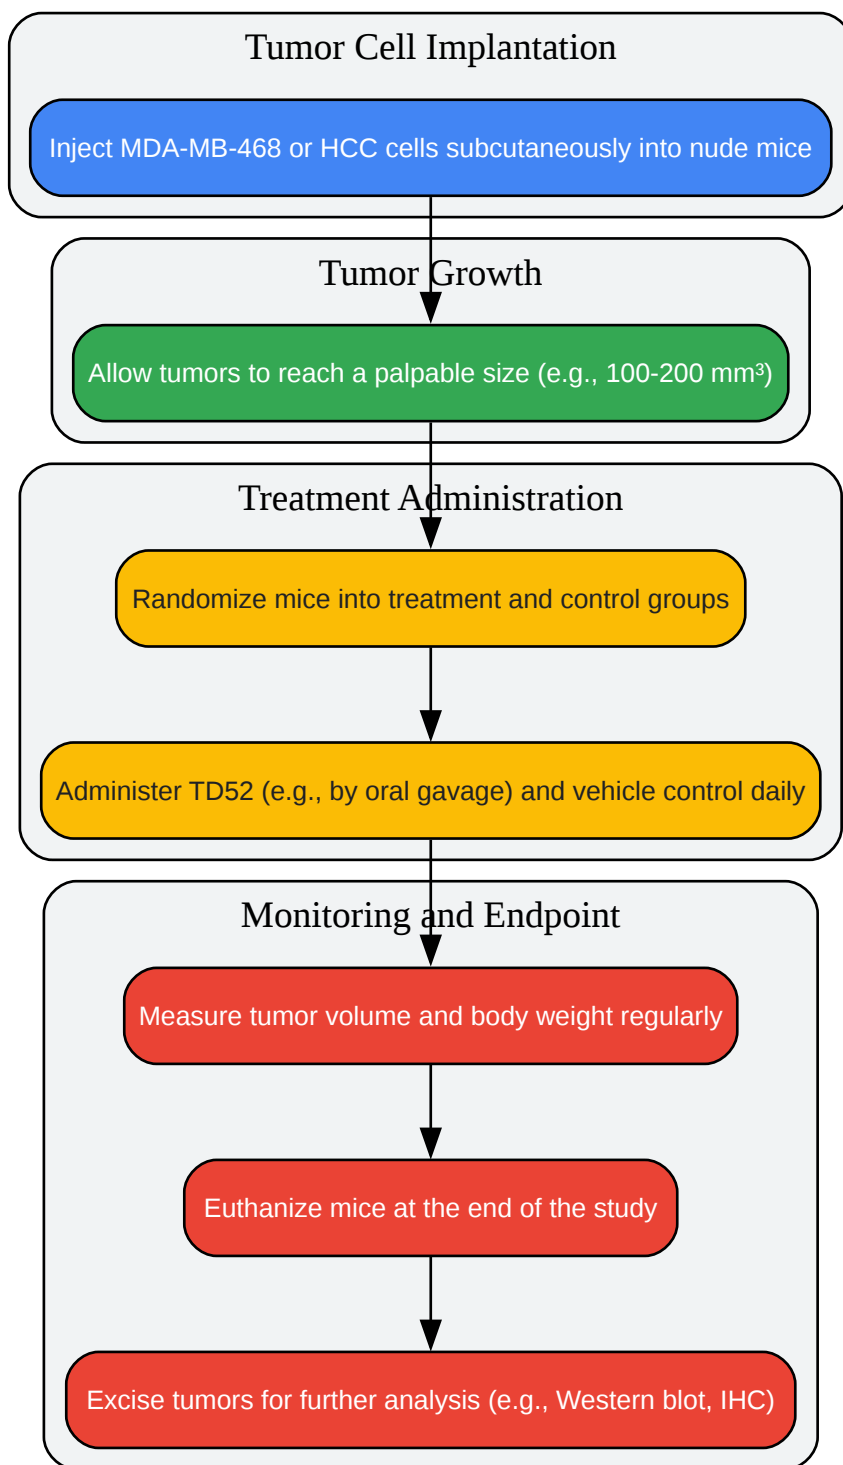 Tumor Cell Implantation
Inject MDA-MB-468 or HCC cells subcutaneously into nude mice
Tumor Growth
Allow tumors to reach a palpable size (e.g., 100-200 mm³)
Treatment Administration
Randomize mice into treatment and control groups
Administer TD52 (e.g., by oral gavage) and vehicle control daily
Monitoring and Endpoint
Measure tumor volume and body weight regularly
Euthanize mice at the end of the study
Excise tumors for further analysis (e.g., Western blot, IHC)